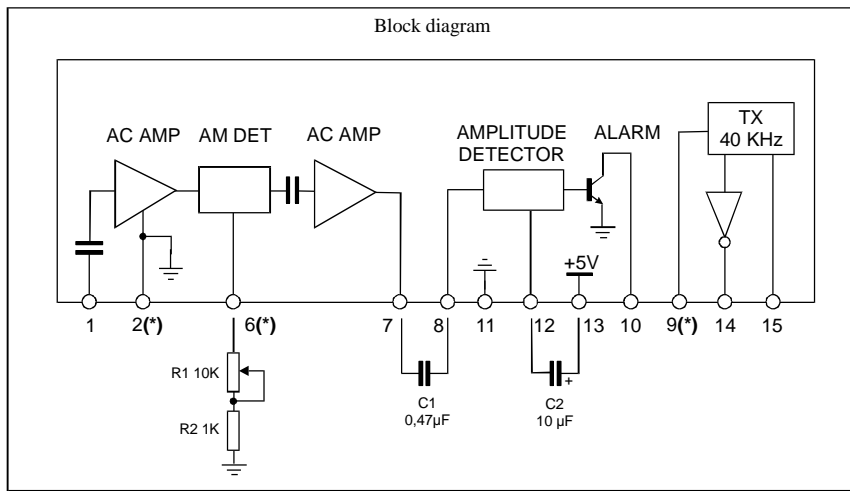 Block diagram
AC AMP
AM DET
AC AMP
AMPLITUDE
DETECTOR
ALARM
TX
40 KHz
+5V
1
2(*)
6(*)
7
8
11
12
13
10
9(*)
14
15
R1 10K
R2 1K
C1
0,47µF
+
C2
10 µF